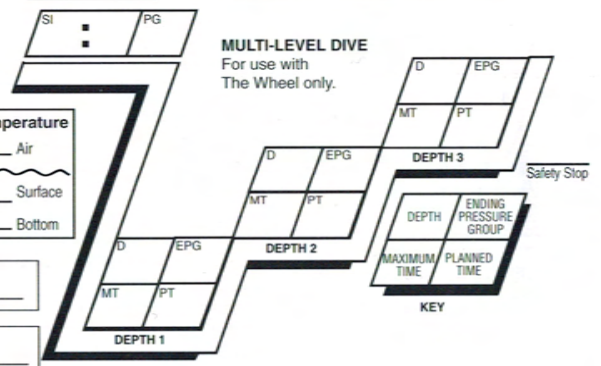 SI : PG
MULTI-LEVEL DIVE
For use with
The Wheel only.
D EPG
MT PT
DEPTH 3
Safety Stop
perature
Air
Surface
Bottom
D EPG
MT PT
DEPTH 2
DEPTH
ENDING
PRESSURE
GROUP
MAXIMUM
TIME
PLANNED
TIME
KEY
D EPG
MT PT
DEPTH 1